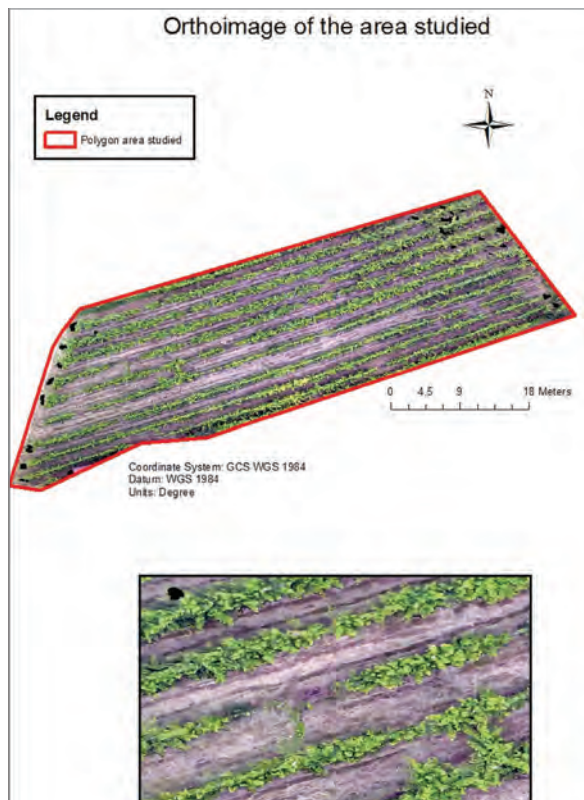 Orthoimage of the area studied
N
Legend
Polygon area studied
0 4,5 9 18 Meters
Coordinate System: GCS WGS 1984
Datum: WGS 1984
Units: Degree